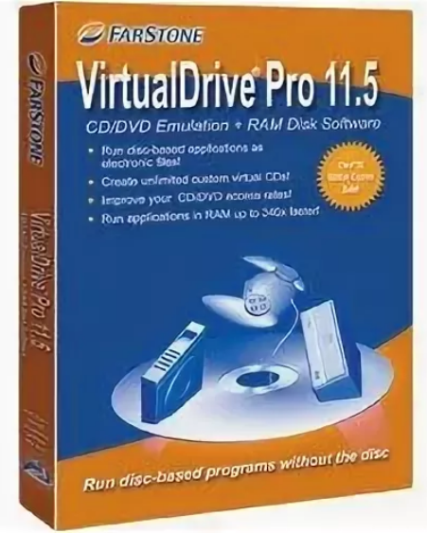 FARSTONE
VirtualDrive® Pro 11.5
CD/DVD Emulation + RAM Disk Software
• Run disc-based applications as
electronic files!
• Create unlimited custom virtual CDs!
• Improve your CD/DVD access rates!
• Run applications in RAM up to 340x faster!
Run disc-based programs without the disc
FARSTONE
VirtualDrive Pro 11.5